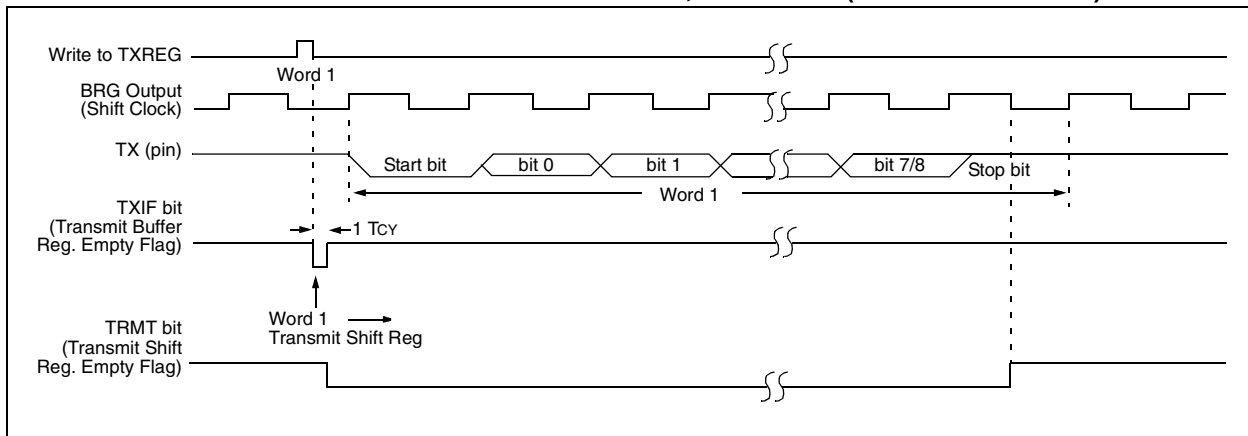 Write to TXREG
Word 1
BRG Output
(Shift Clock)
TX (pin)
Start bit
bit 0
bit 1
bit 7/8
Stop bit
Word 1
TXIF bit
(Transmit Buffer
Reg. Empty Flag)
1 TCY
Word 1
Transmit Shift Reg
TRMT bit
(Transmit Shift
Reg. Empty Flag)